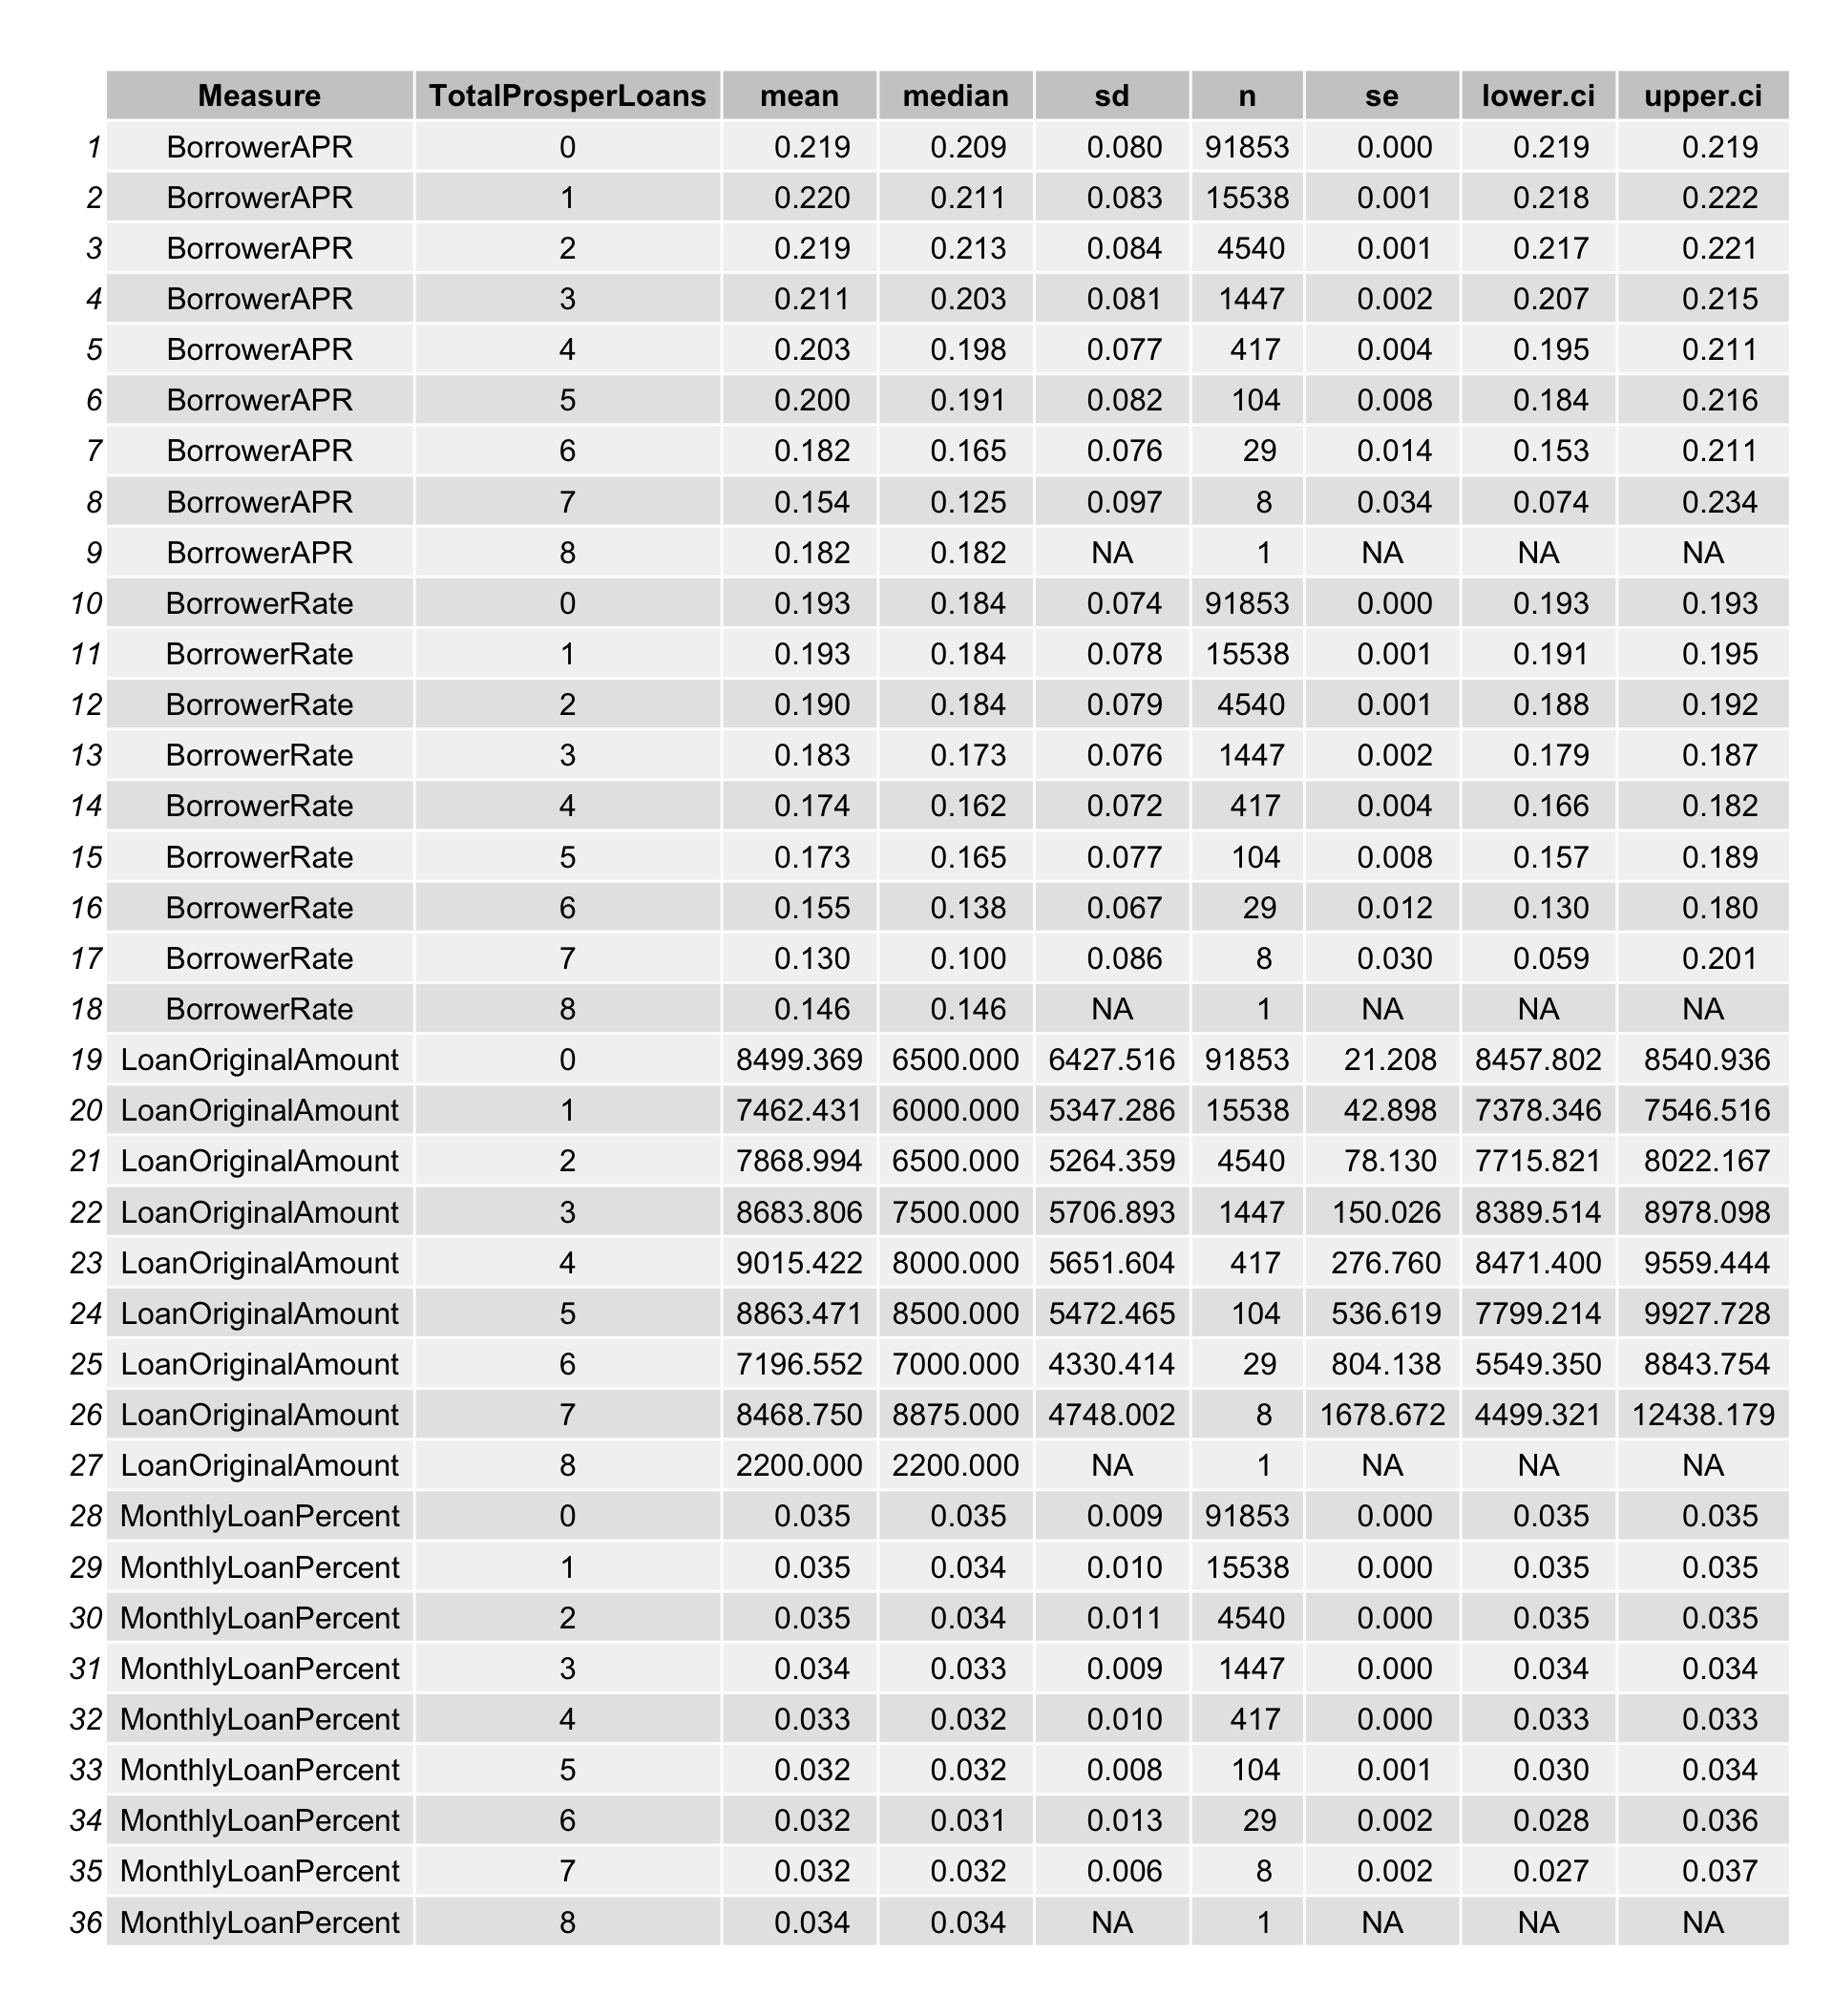 Measure TotalProsperLoans mean median sd n se lower.ci upper.ci
1 BorrowerAPR 0 0.219 0.209 0.080 91853 0.000 0.219 0.219
2 BorrowerAPR 1 0.220 0.211 0.083 15538 0.001 0.218 0.222
3 BorrowerAPR 2 0.219 0.213 0.084 4540 0.001 0.217 0.221
4 BorrowerAPR 3 0.211 0.203 0.081 1447 0.002 0.207 0.215
5 BorrowerAPR 4 0.203 0.198 0.077 417 0.004 0.195 0.211
6 BorrowerAPR 5 0.200 0.191 0.082 104 0.008 0.184 0.216
7 BorrowerAPR 6 0.182 0.165 0.076 29 0.014 0.153 0.211
8 BorrowerAPR 7 0.154 0.125 0.097 8 0.034 0.074 0.234
9 BorrowerAPR 8 0.182 0.182 NA 1 NA NA NA
10 BorrowerRate 0 0.193 0.184 0.074 91853 0.000 0.193 0.193
11 BorrowerRate 1 0.193 0.184 0.078 15538 0.001 0.191 0.195
12 BorrowerRate 2 0.190 0.184 0.079 4540 0.001 0.188 0.192
13 BorrowerRate 3 0.183 0.173 0.076 1447 0.002 0.179 0.187
14 BorrowerRate 4 0.174 0.162 0.072 417 0.004 0.166 0.182
15 BorrowerRate 5 0.173 0.165 0.077 104 0.008 0.157 0.189
16 BorrowerRate 6 0.155 0.138 0.067 29 0.012 0.130 0.180
17 BorrowerRate 7 0.130 0.100 0.086 8 0.030 0.059 0.201
18 BorrowerRate 8 0.146 0.146 NA 1 NA NA NA
19 LoanOriginalAmount 0 8499.369 6500.000 6427.516 91853 21.208 8457.802 8540.936
20 LoanOriginalAmount 1 7462.431 6000.000 5347.286 15538 42.898 7378.346 7546.516
21 LoanOriginalAmount 2 7868.994 6500.000 5264.359 4540 78.130 7715.821 8022.167
22 LoanOriginalAmount 3 8683.806 7500.000 5706.893 1447 150.026 8389.514 8978.098
23 LoanOriginalAmount 4 9015.422 8000.000 5651.604 417 276.760 8471.400 9559.444
24 LoanOriginalAmount 5 8863.471 8500.000 5472.465 104 536.619 7799.214 9927.728
25 LoanOriginalAmount 6 7196.552 7000.000 4330.414 29 804.138 5549.350 8843.754
26 LoanOriginalAmount 7 8468.750 8875.000 4748.002 8 1678.672 4499.321 12438.179
27 LoanOriginalAmount 8 2200.000 2200.000 NA 1 NA NA NA
28 MonthlyLoanPercent 0 0.035 0.035 0.009 91853 0.000 0.035 0.035
29 MonthlyLoanPercent 1 0.035 0.034 0.010 15538 0.000 0.035 0.035
30 MonthlyLoanPercent 2 0.035 0.034 0.011 4540 0.000 0.035 0.035
31 MonthlyLoanPercent 3 0.034 0.033 0.009 1447 0.000 0.034 0.034
32 MonthlyLoanPercent 4 0.033 0.032 0.010 417 0.000 0.033 0.033
33 MonthlyLoanPercent 5 0.032 0.032 0.008 104 0.001 0.030 0.034
34 MonthlyLoanPercent 6 0.032 0.031 0.013 29 0.002 0.028 0.036
35 MonthlyLoanPercent 7 0.032 0.032 0.006 8 0.002 0.027 0.037
36 MonthlyLoanPercent 8 0.034 0.034 NA 1 NA NA NA